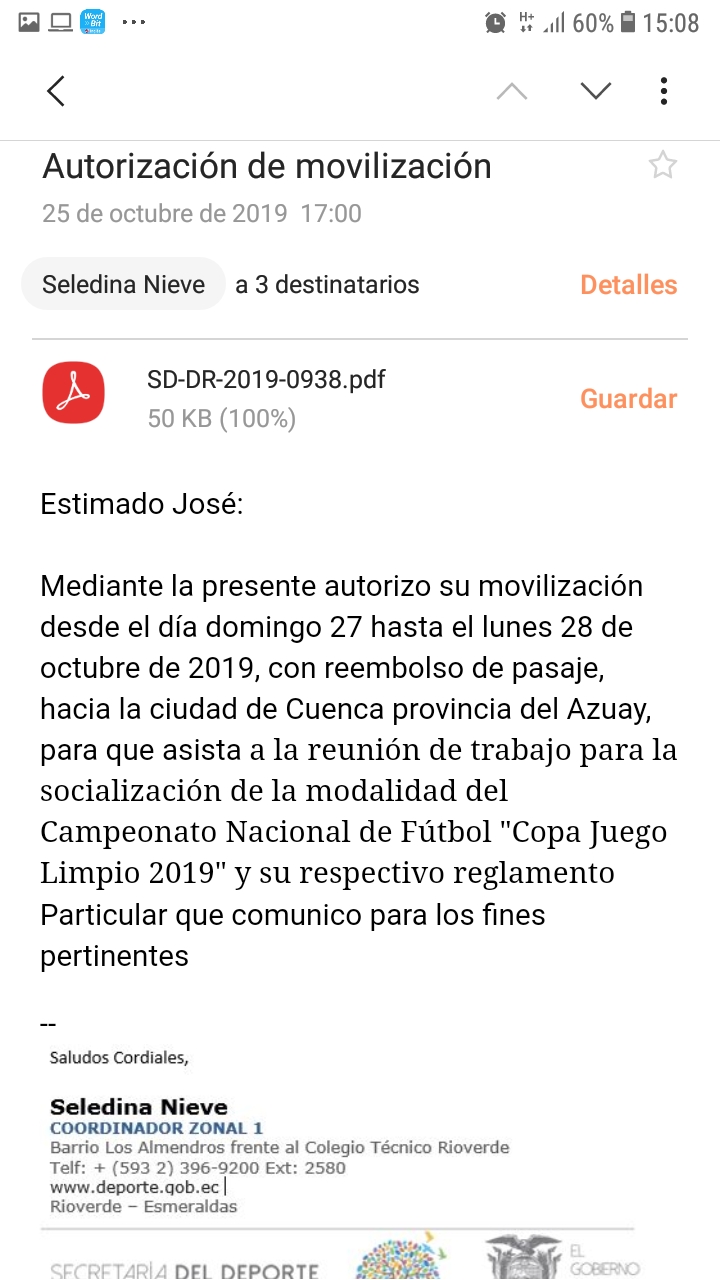 Word
Bit
60% 15:08
Autorización de movilización
25 de octubre de 2019 17:00
Seledina Nieve a 3 destinatarios Detalles
SD-DR-2019-0938.pdf
50 KB (100%)
Guardar
Estimado José:
Mediante la presente autorizo su movilización
desde el día domingo 27 hasta el lunes 28 de
octubre de 2019, con reembolso de pasaje,
hacia la ciudad de Cuenca provincia del Azuay,
para que asista a la reunión de trabajo para la
socialización de la modalidad del
Campeonato Nacional de Fútbol "Copa Juego
Limpio 2019" y su respectivo reglamento
Particular que comunico para los fines
pertinentes
--
Saludos Cordiales,
Seledina Nieve
COORDINADOR ZONAL 1
Barrio Los Almendros frente al Colegio Técnico Rioverde
Telf: + (593 2) 396-9200 Ext: 2580
www.deporte.gob.ec |
Rioverde – Esmeraldas
SECRETARÍA DEL DEPORTE
EL
GOBIERNO